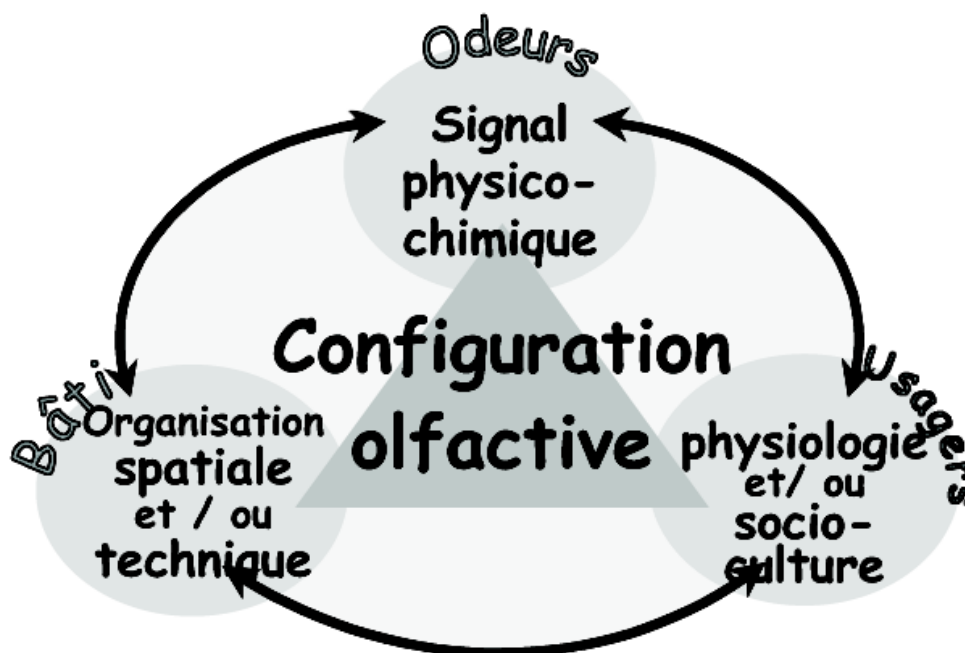 Odeurs
Signal
physico-
chimique
Configuration
olfactive
Bâti
Organisation
spatiale
et / ou
technique
Usagers
physiologie
et/ ou
socio-
culture